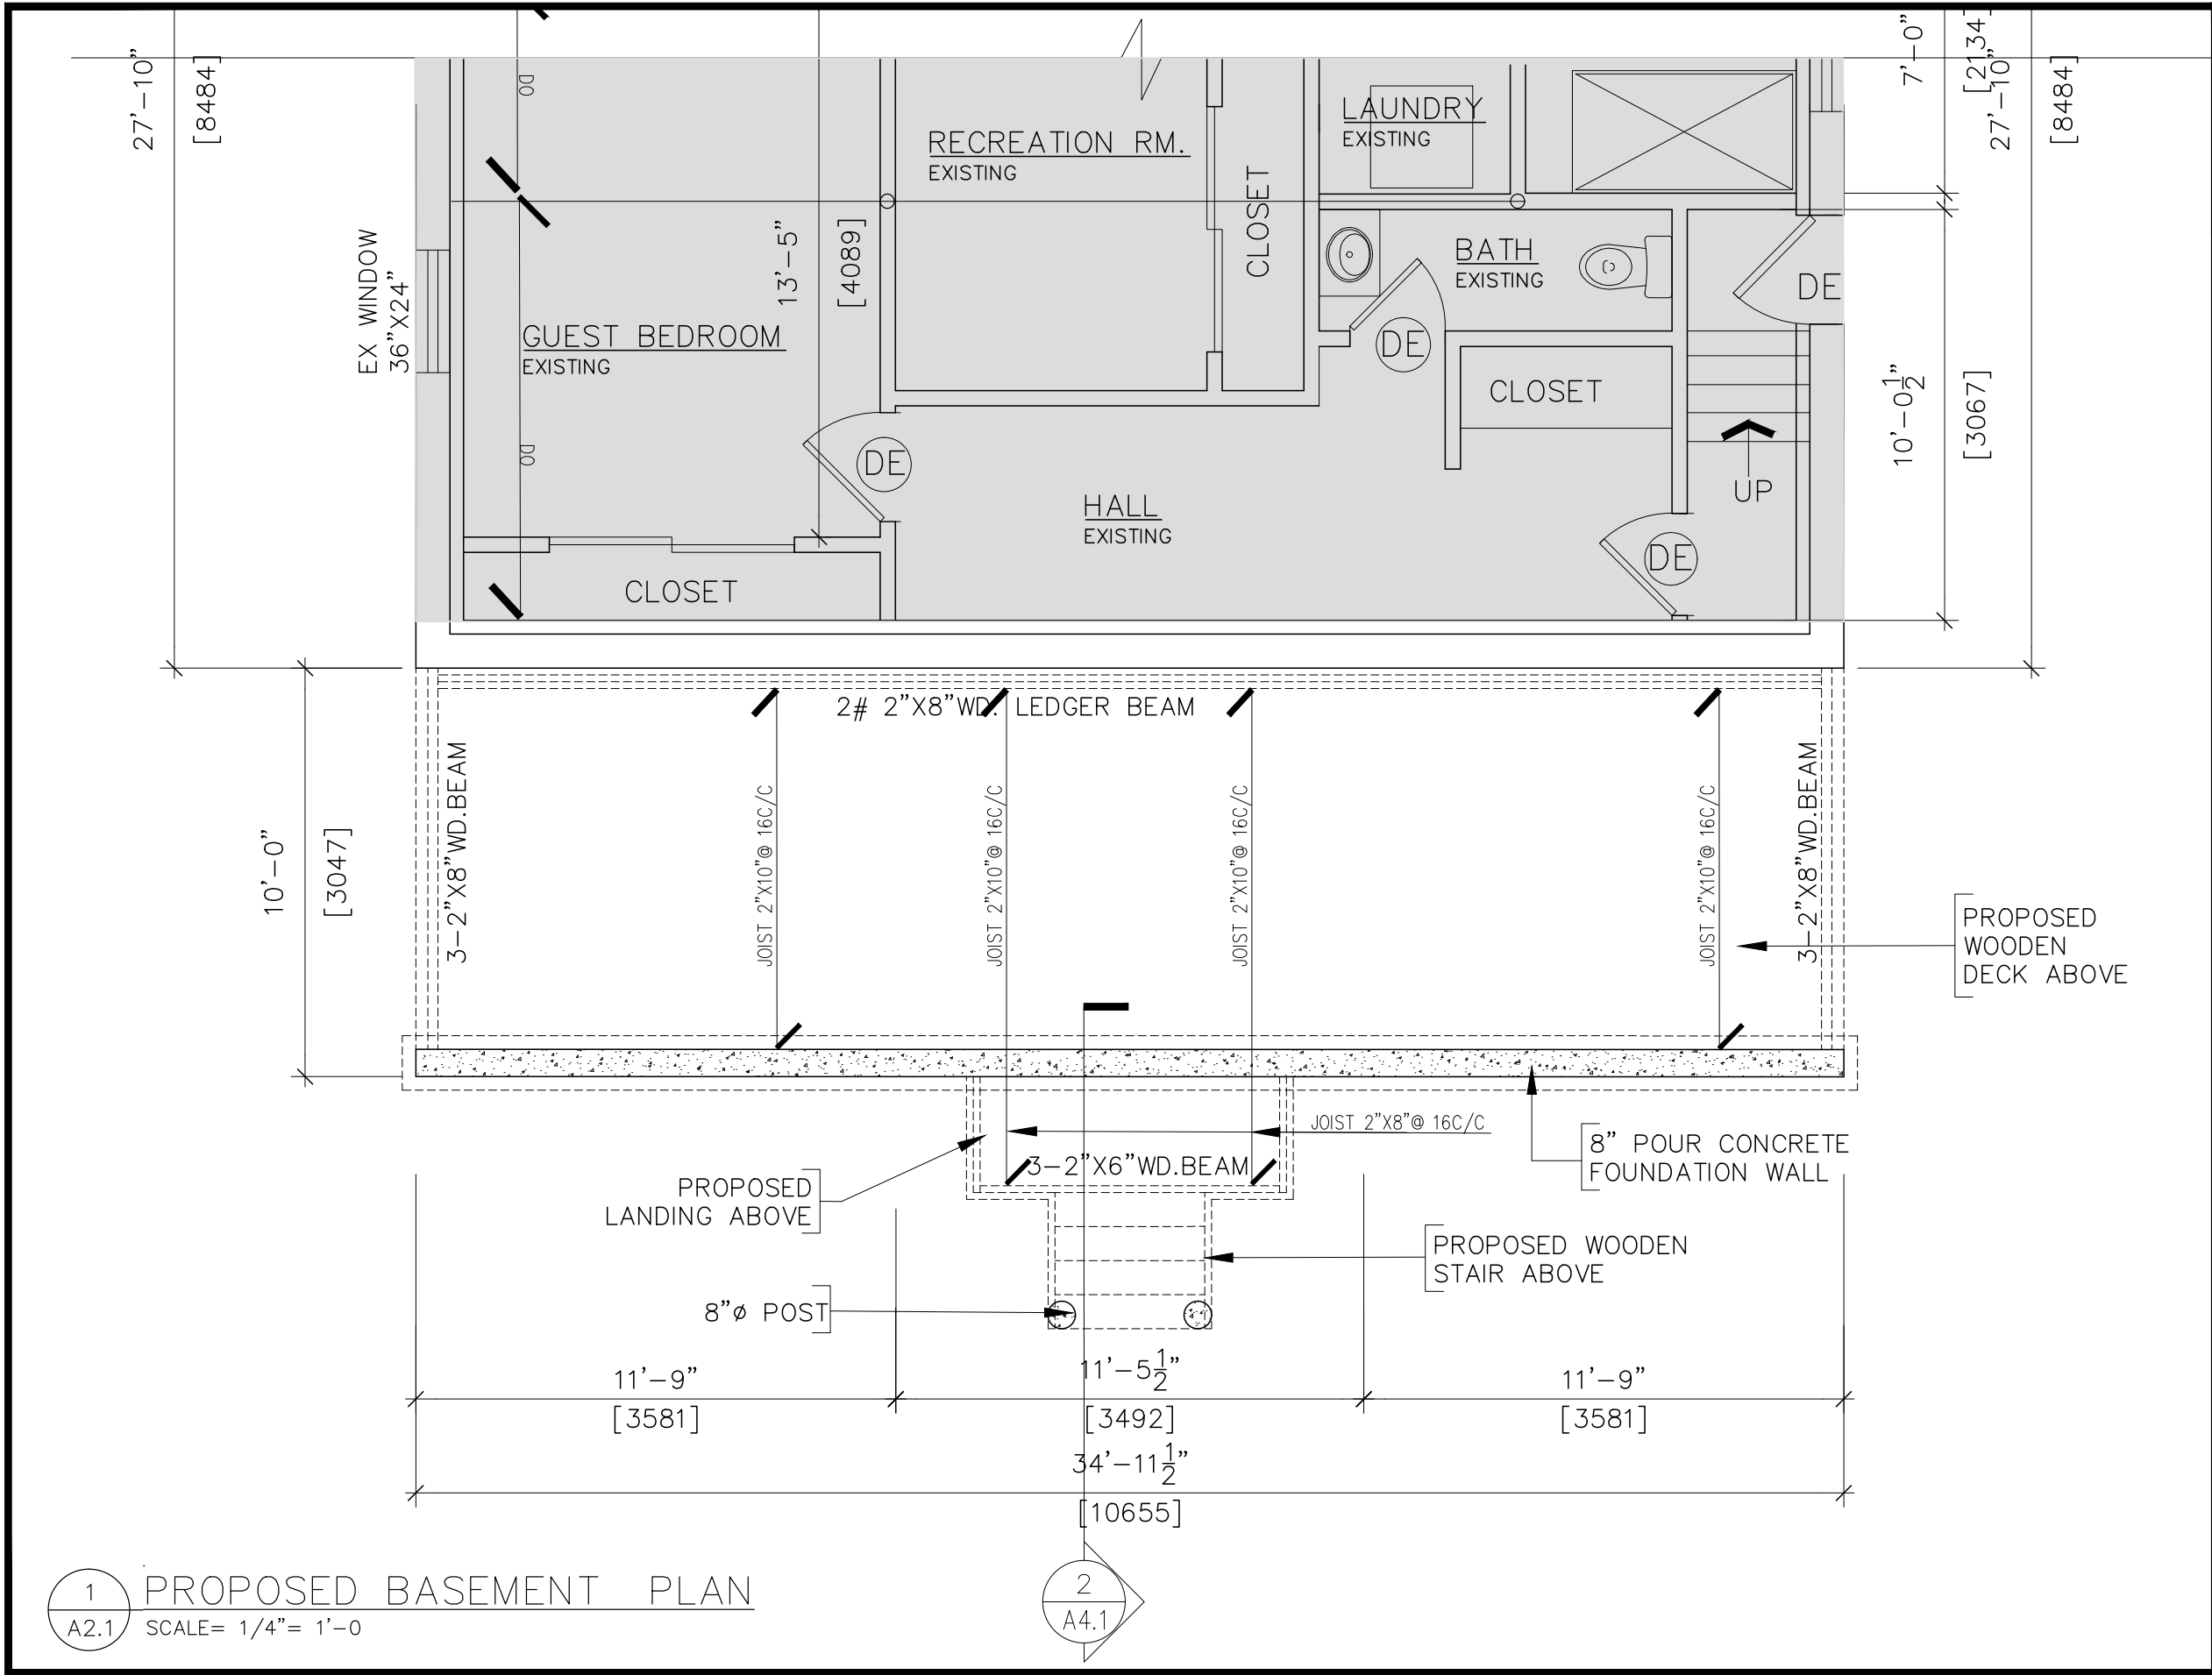 27'-10"
[8484]
DO
RECREATION RM.
EXISTING
CLOSET
LAUNDRY
EXISTING
7'-0"
[2134]
27'-10"
[8484]
EX WINDOW
36"X24"
13'-5"
[4089]
GUEST BEDROOM
EXISTING
BATH
EXISTING
DE
DE
CLOSET
10'-0 1/2"
[3067]
DO
DE
HALL
EXISTING
UP
DE
CLOSET
2# 2"X8"WD. LEDGER BEAM
3-2"X8"WD.BEAM
JOIST 2"X10"@ 16C/C
JOIST 2"X10"@ 16C/C
JOIST 2"X10"@ 16C/C
JOIST 2"X10"@ 16C/C
3-2"X8"WD.BEAM
10'-0"
[3047]
PROPOSED
WOODEN
DECK ABOVE
JOIST 2"X8"@ 16C/C
3-2"X6"WD.BEAM
8" POUR CONCRETE
FOUNDATION WALL
PROPOSED
LANDING ABOVE
PROPOSED WOODEN
STAIR ABOVE
8"ø POST
11'-9"
[3581]
11'-5 1/2"
[3492]
11'-9"
[3581]
34'-11 1/2"
[10655]
1
A2.1
PROPOSED BASEMENT PLAN
SCALE= 1/4"= 1'-0
2
A4.1